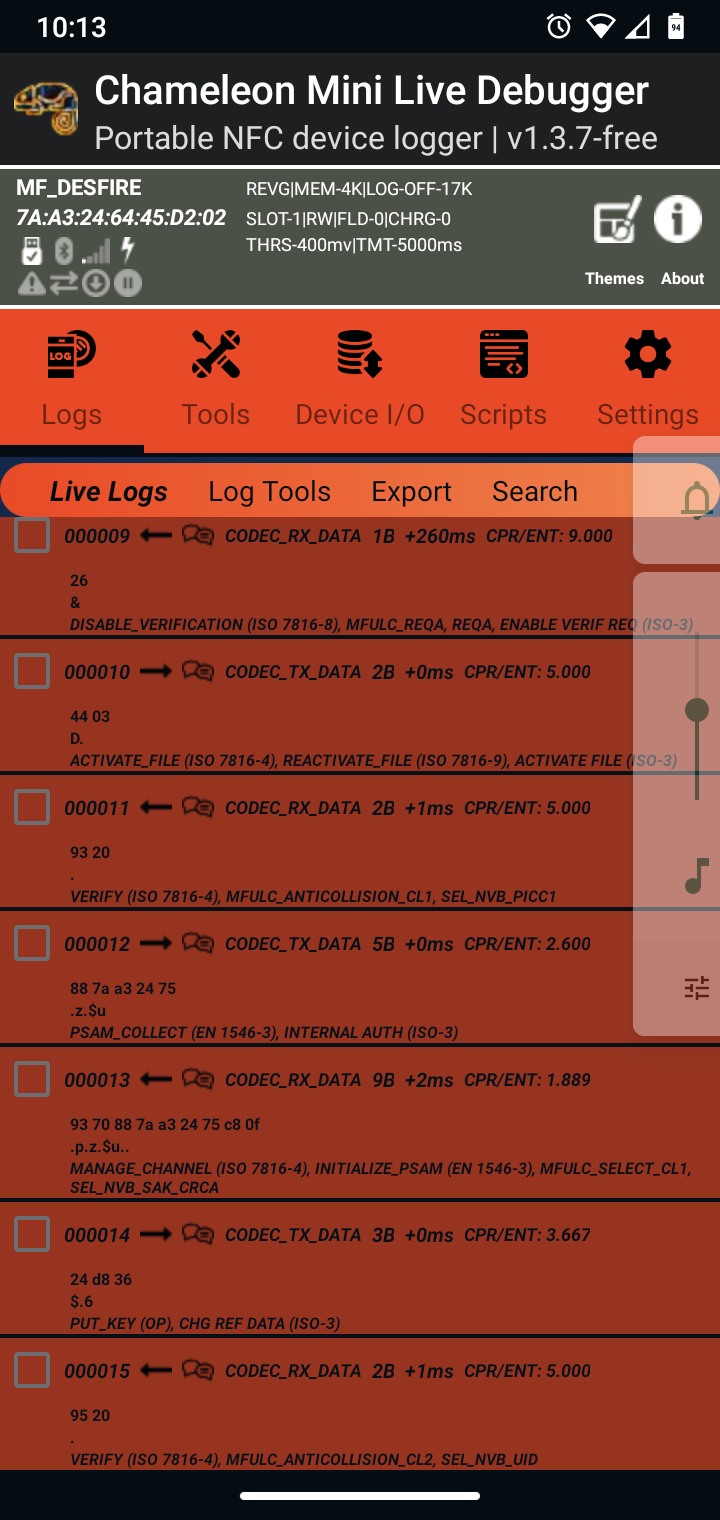 10:13
94
Chameleon Mini Live Debugger
Portable NFC device logger | v1.3.7-free
MF_DESFIRE
REVG|MEM-4K|LOG-OFF-17K
7A:A3:24:64:45:D2:02
SLOT-1|RW|FLD-0|CHRG-0
THRS-400mv|TMT-5000ms
Themes About
LOG
Logs Tools Device I/O Scripts Settings
Live Logs Log Tools Export Search
000009 CODEC_RX_DATA 1B +260ms CPR/ENT: 9.000
26
&
DISABLE_VERIFICATION (ISO 7816-8), MFULC_REQA, REQA, ENABLE VERIF REQ (ISO-3)
000010 CODEC_TX_DATA 2B +0ms CPR/ENT: 5.000
44 03
D.
ACTIVATE_FILE (ISO 7816-4), REACTIVATE_FILE (ISO 7816-9), ACTIVATE FILE (ISO-3)
000011 CODEC_RX_DATA 2B +1ms CPR/ENT: 5.000
93 20
.
VERIFY (ISO 7816-4), MFULC_ANTICOLLISION_CL1, SEL_NVB_PICC1
000012 CODEC_TX_DATA 5B +0ms CPR/ENT: 2.600
88 7a a3 24 75
.z.$u
PSAM_COLLECT (EN 1546-3), INTERNAL AUTH (ISO-3)
000013 CODEC_RX_DATA 9B +2ms CPR/ENT: 1.889
93 70 88 7a a3 24 75 c8 0f
.p.z.$u..
MANAGE_CHANNEL (ISO 7816-4), INITIALIZE_PSAM (EN 1546-3), MFULC_SELECT_CL1,
SEL_NVB_SAK_CRCA
000014 CODEC_TX_DATA 3B +0ms CPR/ENT: 3.667
24 d8 36
$.6
PUT_KEY (OP), CHG REF DATA (ISO-3)
000015 CODEC_RX_DATA 2B +1ms CPR/ENT: 5.000
95 20
.
VERIFY (ISO 7816-4), MFULC_ANTICOLLISION_CL2, SEL_NVB_UID